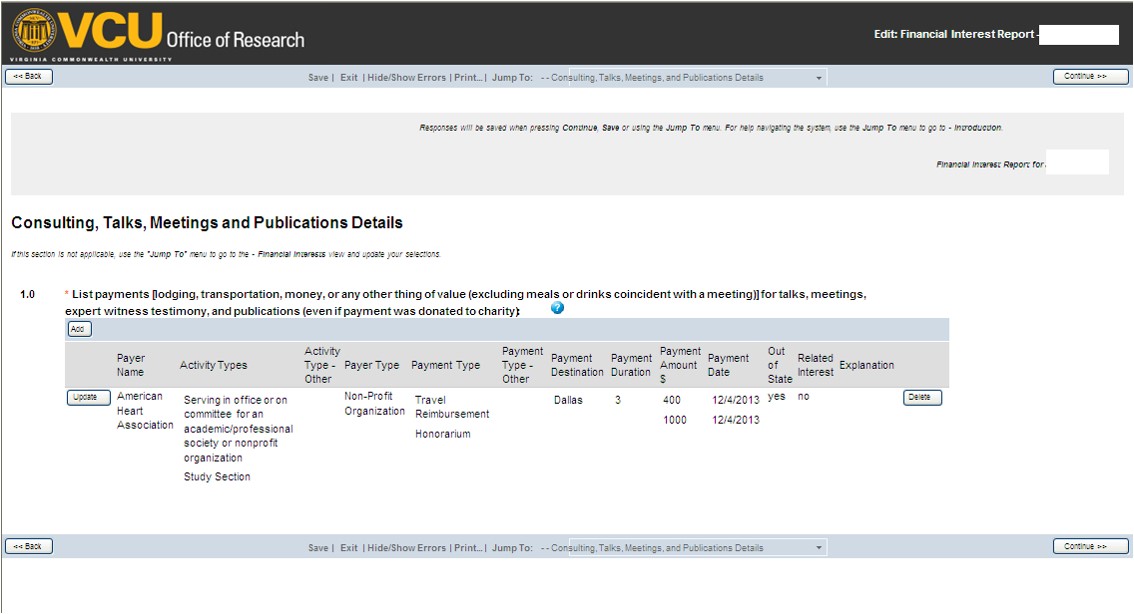 VCU Office of Research
VIRGINIA COMMONWEALTH UNIVERSITY
Edit: Financial Interest Report -
<< Back
Save | Exit | Hide/Show Errors | Print... | Jump To: -- Consulting, Talks, Meetings, and Publications Details
Continue >>
Responses will be saved when pressing Continue, Save or using the Jump To menu. For help navigating the system, use the Jump To menu to go to - Introduction.
Financial Interest Report for
Consulting, Talks, Meetings and Publications Details
If this section is not applicable, use the "Jump To" menu to go to the - Financial Interests view and update your selections.
1.0 * List payments [lodging, transportation, money, or any other thing of value (excluding meals or drinks coincident with a meeting)] for talks, meetings,
expert witness testimony, and publications (even if payment was donated to charity):
?
Add
Payer
Name
Activity Types
Activity
Type -
Other
Payer Type
Payment Type
Payment
Type -
Other
Payment
Destination
Payment
Duration
Payment
Amount
$
Payment
Date
Out
of
State
Related
Interest
Explanation
Update
American
Heart
Association
Serving in office or on
committee for an
academic/professional
society or nonprofit
organization
Study Section
Non-Profit
Organization
Travel
Reimbursement
Honorarium
Dallas
3
400
1000
12/4/2013
12/4/2013
yes
no
Delete
<< Back
Save | Exit | Hide/Show Errors | Print... | Jump To: -- Consulting, Talks, Meetings, and Publications Details
Continue >>